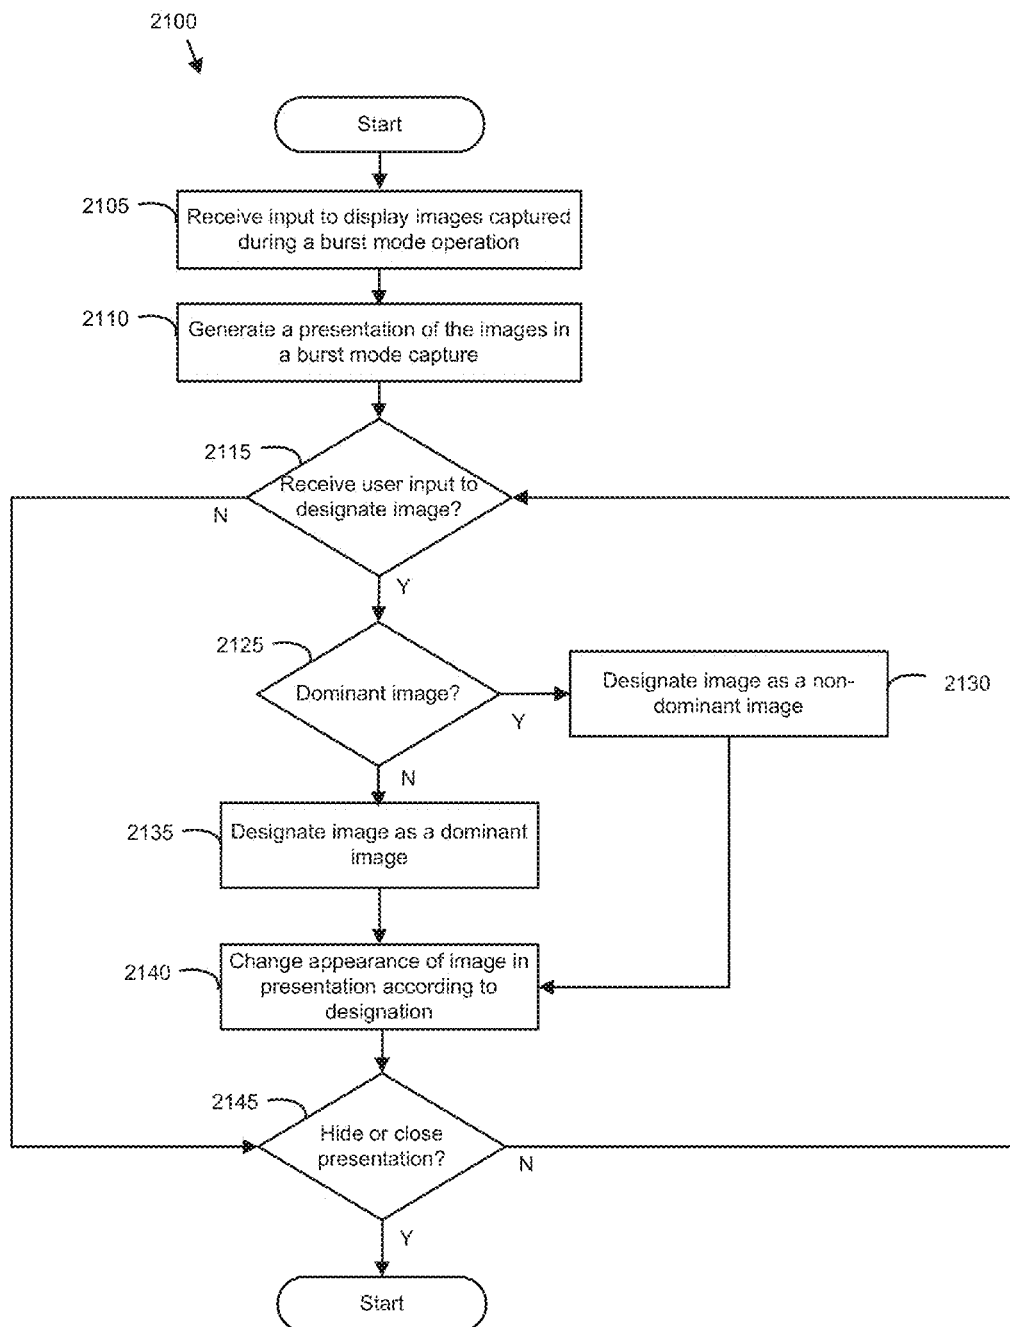 2100
Start
2105
Receive input to display images captured
during a burst mode operation
2110
Generate a presentation of the images in
a burst mode capture
2115
Receive user input to
designate image?
N
Y
2125
Dominant image?
Y
Designate image as a non-
dominant image
2130
N
2135
Designate image as a dominant
image
2140
Change appearance of image in
presentation according to
designation
2145
Hide or close
presentation?
N
Y
Start